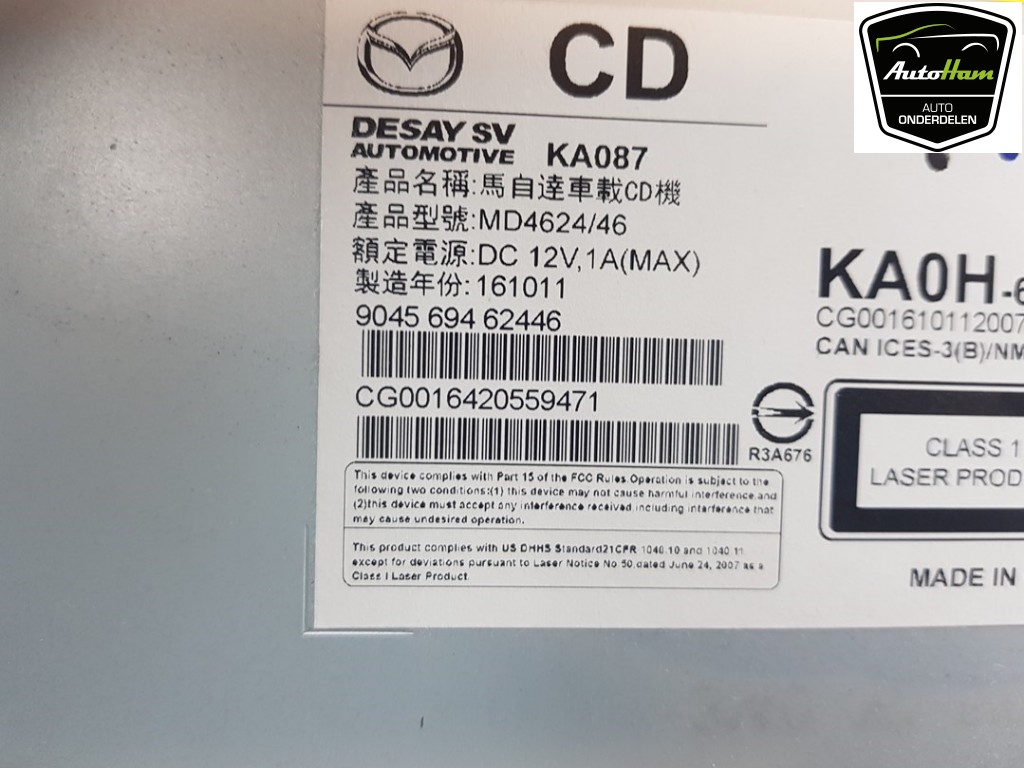 CD
AutoHam
AUTO
ONDERDELEN
DESAY SV
AUTOMOTIVE KA087
產品名稱:馬自達車載CD機
產品型號:MD4624/46
額定電源:DC 12V,1A(MAX)
製造年份:161011
9045 694 62446
CG0016420559471
KA0H-6
CG001610112007
CAN ICES-3(B)/NM
R3A676
CLASS 1
LASER PROD
This device complies with Part 15 of the FCC Rules.Operation is subject to the
following two conditions:(1) this device may not cause harmful interference,and
(2)this device must accept any interference received including interference that
may cause undesired operation.
This product complies with US DHHS Standard21CFR 1040.10 and 1040.11
except for deviations pursuant to Laser Notice No.50,dated June 24, 2007 as a
Class I Laser Product.
MADE IN